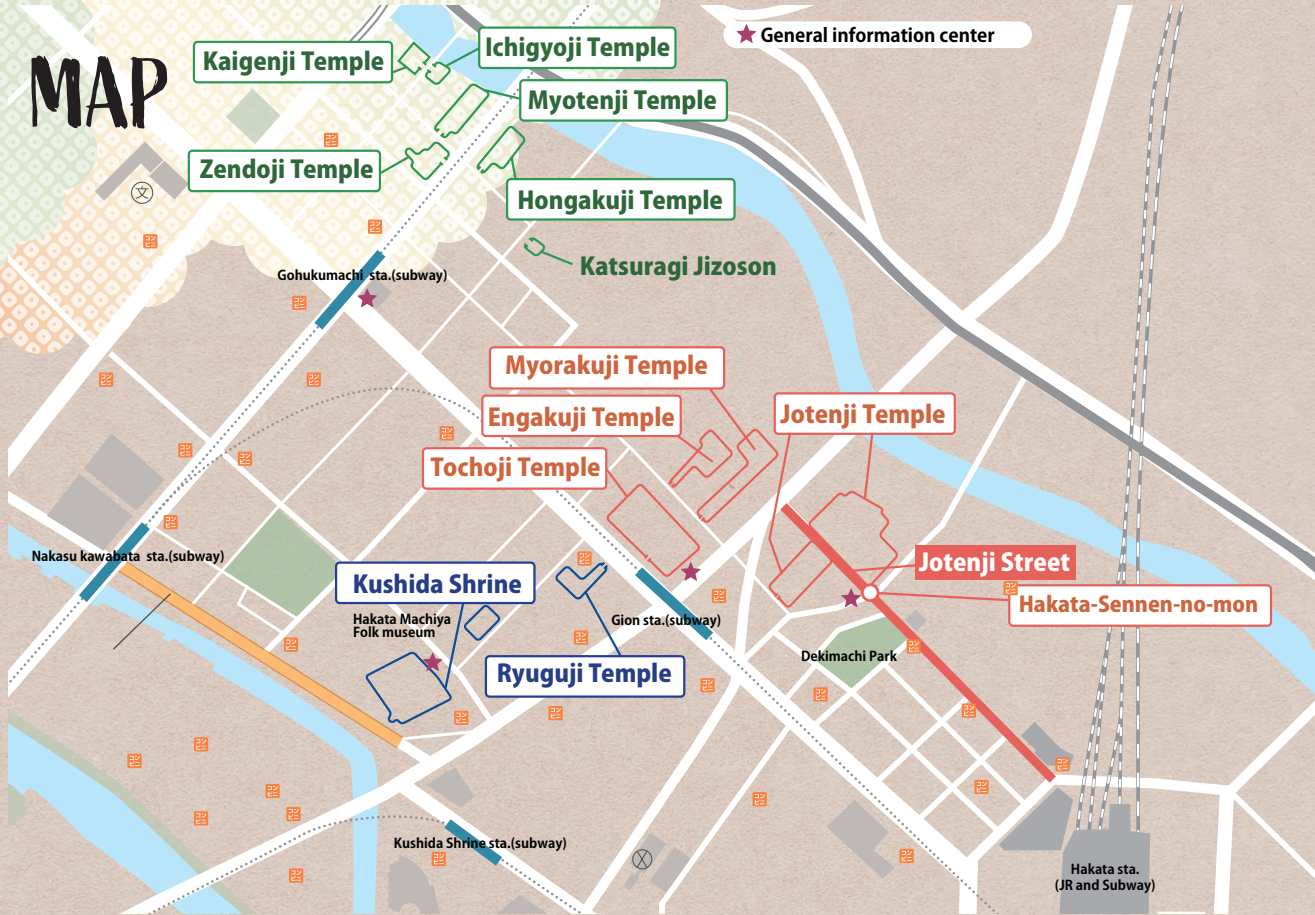 MAP
★ General information center
Kaigenji Temple
Ichigyoji Temple
Myotenji Temple
Zendoji Temple
文
Hongakuji Temple
Katsuragi Jizoson
Gohukumachi sta.(subway)
Myorakuji Temple
Engakuji Temple
Jotenji Temple
Tochoji Temple
Nakasu kawabata sta.(subway)
Kushida Shrine
Jotenji Street
Hakata-Sennen-no-mon
Hakata Machiya
Folk museum
Gion sta.(subway)
Ryuguji Temple
Dekimachi Park
Kushida Shrine sta.(subway)
Hakata sta.
(JR and Subway)